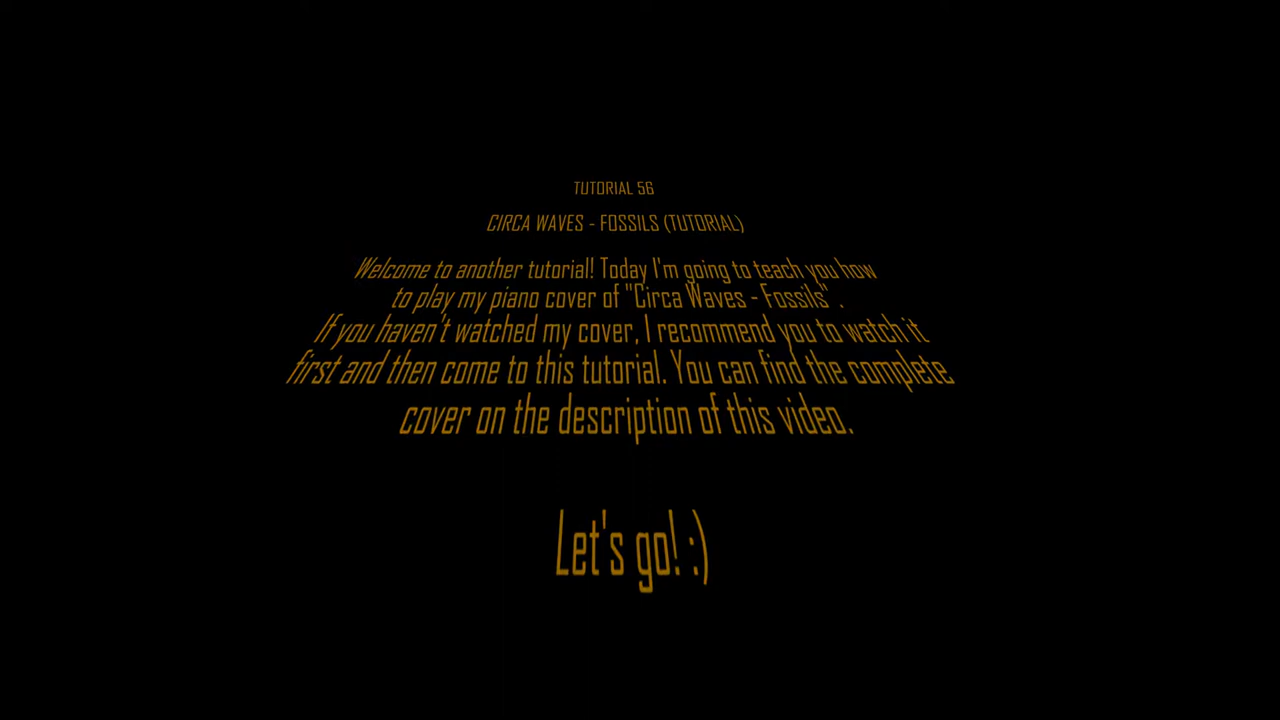 TUTORIAL 56
CIRCA WAVES - FOSSILS (TUTORIAL)
Welcome to another tutorial! Today I'm going to teach you how
to play my piano cover of "Circa Waves - Fossils" .
If you haven't watched my cover, I recommend you to watch it
first and then come to this tutorial. You can find the complete
cover on the description of this video.
Let's go! :)